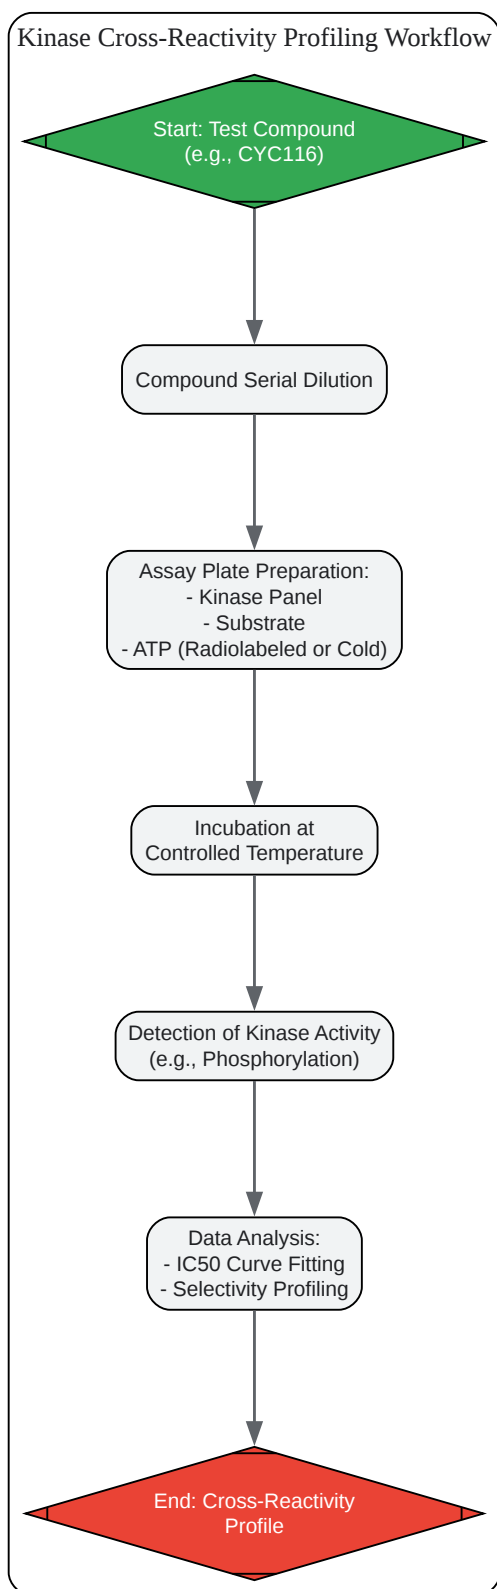 Kinase Cross-Reactivity Profiling Workflow
Start: Test Compound
(e.g., CYC116)
Compound Serial Dilution
Assay Plate Preparation:
- Kinase Panel
- Substrate
- ATP (Radiolabeled or Cold)
Incubation at
Controlled Temperature
Detection of Kinase Activity
(e.g., Phosphorylation)
Data Analysis:
- IC50 Curve Fitting
- Selectivity Profiling
End: Cross-Reactivity
Profile